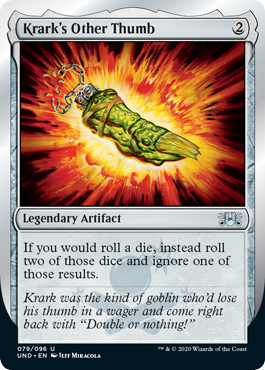 Krark's Other Thumb 2
Legendary Artifact
If you would roll a die, instead roll
two of those dice and ignore one of
those results.
Krark was the kind of goblin who'd lose
his thumb in a wager and come right
back with “Double or nothing!”
079/096 U
UND • EN Jeff Miracola
™ & © 2020 Wizards of the Coast